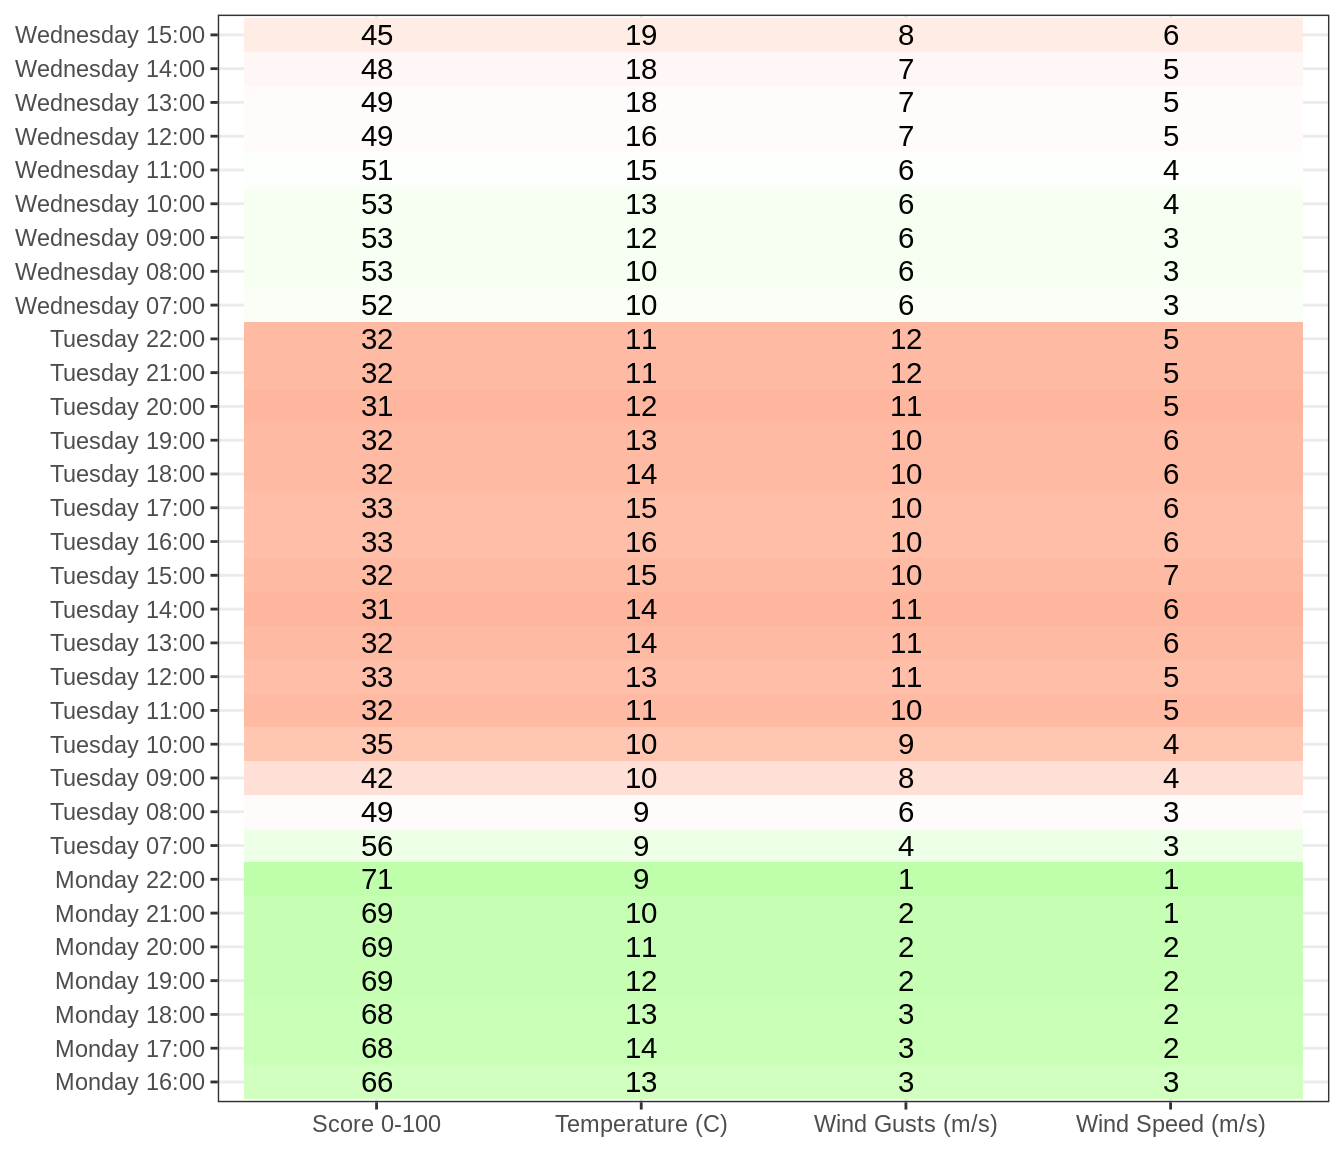 Wednesday 15:00 45 19 8 6
Wednesday 14:00 48 18 7 5
Wednesday 13:00 49 18 7 5
Wednesday 12:00 49 16 7 5
Wednesday 11:00 51 15 6 4
Wednesday 10:00 53 13 6 4
Wednesday 09:00 53 12 6 3
Wednesday 08:00 53 10 6 3
Wednesday 07:00 52 10 6 3
Tuesday 22:00 32 11 12 5
Tuesday 21:00 32 11 12 5
Tuesday 20:00 31 12 11 5
Tuesday 19:00 32 13 10 6
Tuesday 18:00 32 14 10 6
Tuesday 17:00 33 15 10 6
Tuesday 16:00 33 16 10 6
Tuesday 15:00 32 15 10 7
Tuesday 14:00 31 14 11 6
Tuesday 13:00 32 14 11 6
Tuesday 12:00 33 13 11 5
Tuesday 11:00 32 11 10 5
Tuesday 10:00 35 10 9 4
Tuesday 09:00 42 10 8 4
Tuesday 08:00 49 9 6 3
Tuesday 07:00 56 9 4 3
Monday 22:00 71 9 1 1
Monday 21:00 69 10 2 1
Monday 20:00 69 11 2 2
Monday 19:00 69 12 2 2
Monday 18:00 68 13 3 2
Monday 17:00 68 14 3 2
Monday 16:00 66 13 3 3
Score 0-100 Temperature (C) Wind Gusts (m/s) Wind Speed (m/s)